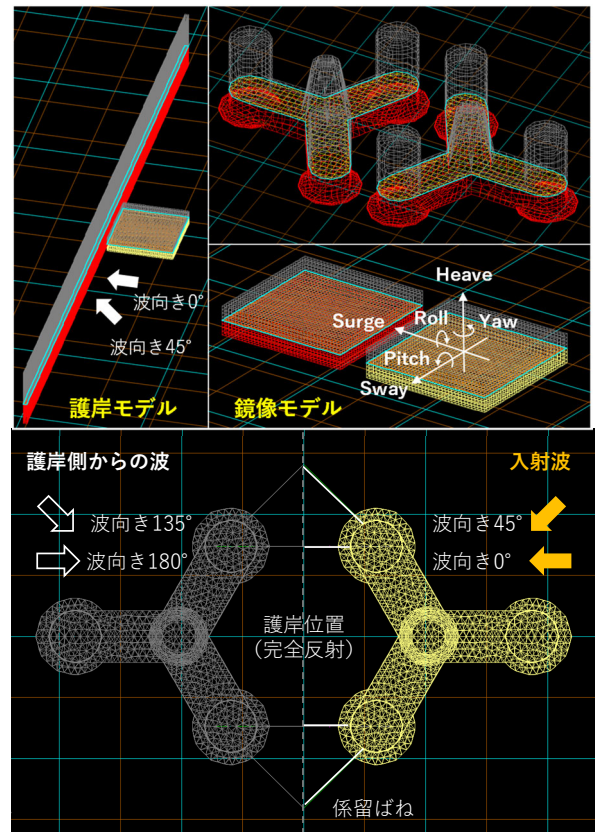 波向き0°
波向き45°
護岸モデル
Heave
Surge
Roll
Yaw
Pitch
Sway
鏡像モデル
護岸側からの波
波向き135°
波向き180°
入射波
波向き45°
波向き0°
護岸位置
(完全反射)
係留ばね